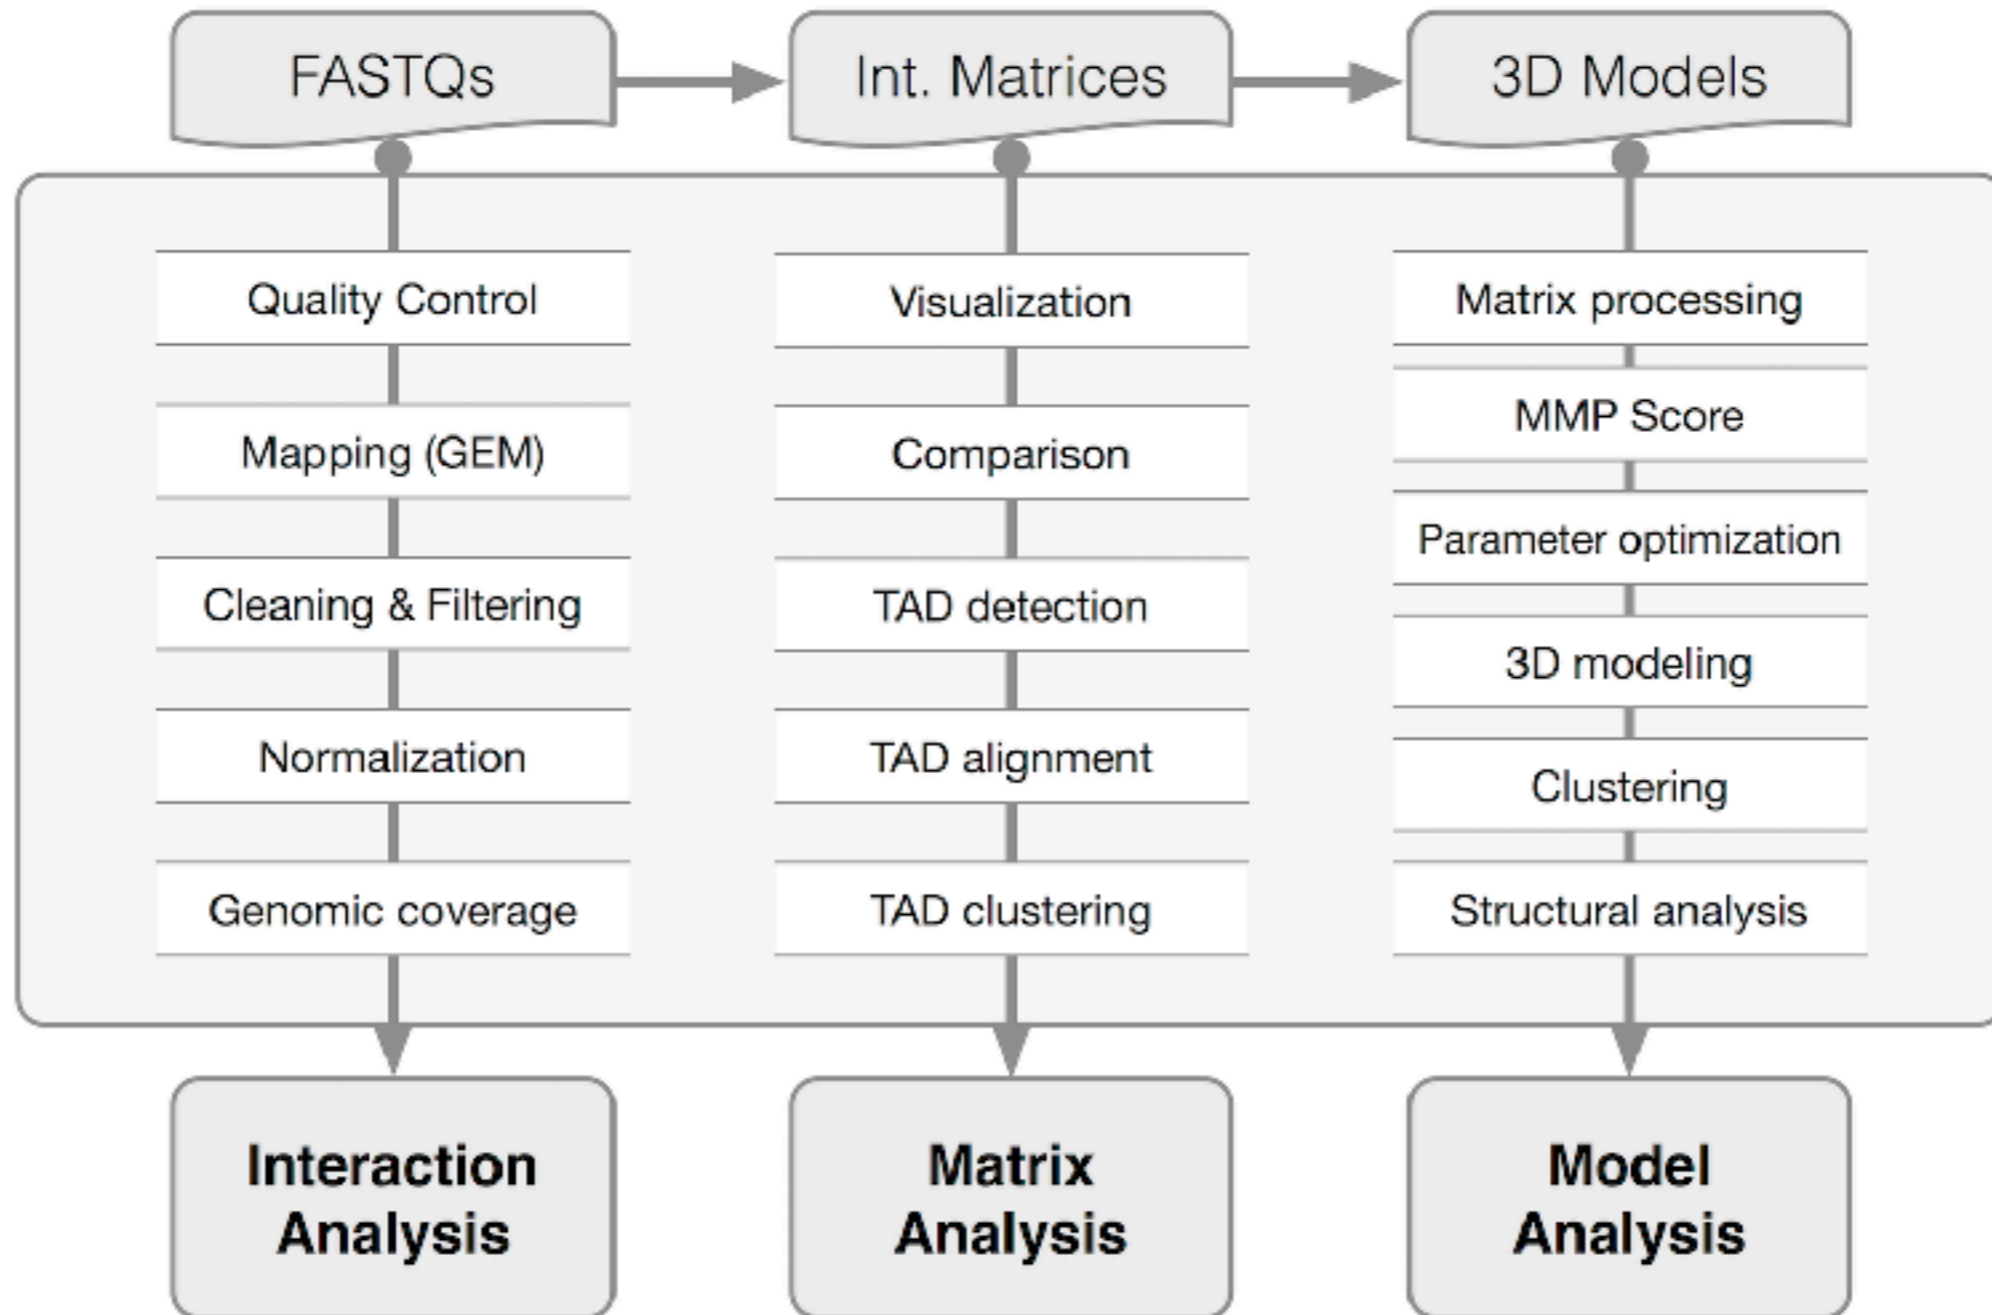 FASTQs
Int. Matrices
3D Models
Quality Control
Mapping (GEM)
Cleaning & Filtering
Normalization
Genomic coverage
Visualization
Comparison
TAD detection
TAD alignment
TAD clustering
Matrix processing
MMP Score
Parameter optimization
3D modeling
Clustering
Structural analysis
Interaction
Analysis
Matrix
Analysis
Model
Analysis